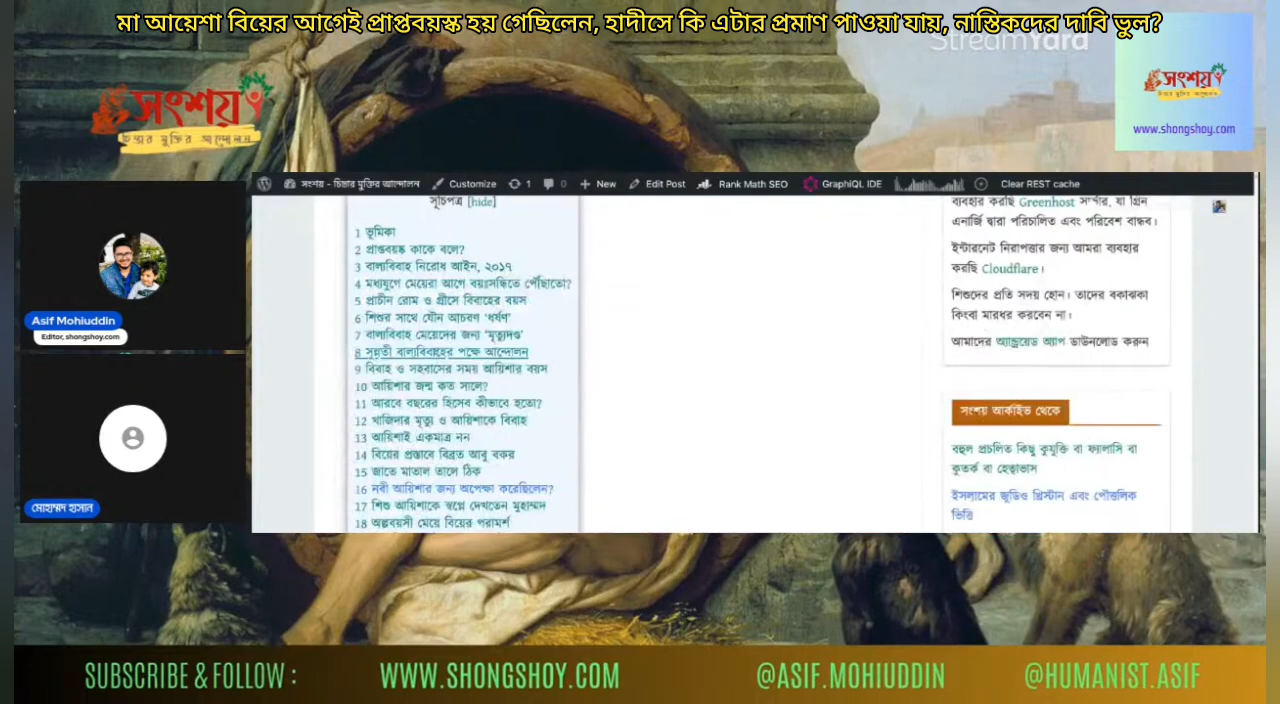 মা আয়েশা বিয়ের আগেই প্রাপ্তবয়স্ক হয় গেছিলেন, হাদীসে কি এটার প্রমাণ পাওয়া যায়, নাস্তিকদের দাবি ভুল?
StreamYard
সংশয়
চিন্তার মুক্তির আন্দোলন
সংশয়
চিন্তার মুক্তির আন্দোলন
www.shongshoy.com
সংশয় - চিন্তার মুক্তির আন্দোলন Customize 1 0 New Edit Post Rank Math SEO GraphiQL IDE Clear REST cache
সূচিপত্র [hide]
1 ভূমিকা
2 প্রাপ্তবয়স্ক কাকে বলে?
3 বাল্যবিবাহ নিরোধ আইন, ২০১৭
4 মধ্যযুগে মেয়েরা আগে বয়ঃসন্ধিতে পৌঁছাতো?
5 প্রাচীন রোম ও গ্রীসে বিবাহের বয়স
6 শিশুর সাথে যৌন আচরণ ‘ধর্ষণ’
7 বাল্যবিবাহ মেয়েদের জন্য ‘মৃত্যুদণ্ড’
8 সুন্নতী বাল্যবিবাহের পক্ষে আন্দোলন
9 বিবাহ ও সহবাসের সময় আয়িশার বয়স
10 আয়িশার জন্ম কত সালে?
11 আরবে বছরের হিসেব কীভাবে হতো?
12 খাজিদার মৃত্যু ও আয়িশাকে বিবাহ
13 আয়িশাই একমাত্র নন
14 বিয়ের প্রস্তাবে বিব্রত আবু বকর
15 জাতে মাতাল তালে ঠিক
16 নবী আয়িশার জন্য অপেক্ষা করেছিলেন?
17 শিশু আয়িশাকে স্বপ্নে দেখতেন মুহাম্মদ
18 অল্পবয়সী মেয়ে বিয়ের পরামর্শ
ব্যবহার করছি Greenhost সার্ভার, যা গ্রিন
এনার্জি দ্বারা পরিচালিত এবং পরিবেশ বান্ধব।
ইন্টারনেট নিরাপত্তার জন্য আমরা ব্যবহার
করছি Cloudflare।
শিশুদের প্রতি সদয় হোন। তাদের বকাঝকা
কিংবা মারধর করবেন না।
আমাদের অ্যান্ড্রয়েড অ্যাপ ডাউনলোড করুন
সংশয় আর্কাইভ থেকে
বহুল প্রচলিত কিছু কুযুক্তি বা ফ্যালাসি বা
কুতর্ক বা হেত্বাভাস
ইসলামের জুডিও খ্রিস্টান এবং পৌত্তলিক
ভিত্তি
Asif Mohiuddin
Editor, shongshoy.com
মোহাম্মদ হাসান
SUBSCRIBE & FOLLOW : WWW.SHONGSHOY.COM @ASIF.MOHIUDDIN @HUMANIST.ASIF